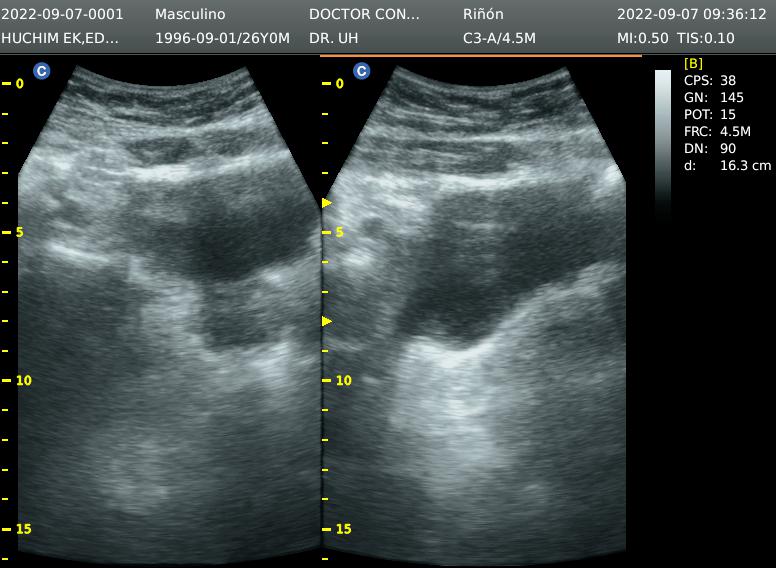 2022-09-07-0001 Masculino DOCTOR CON... Riñón 2022-09-07 09:36:12
HUCHIM EK,ED... 1996-09-01/26Y0M DR. UH C3-A/4.5M MI:0.50 TIS:0.10
C C
[B]
CPS: 38
GN: 145
POT: 15
FRC: 4.5M
DN: 90
d: 16.3 cm
0 0
5 5
10 10
15 15